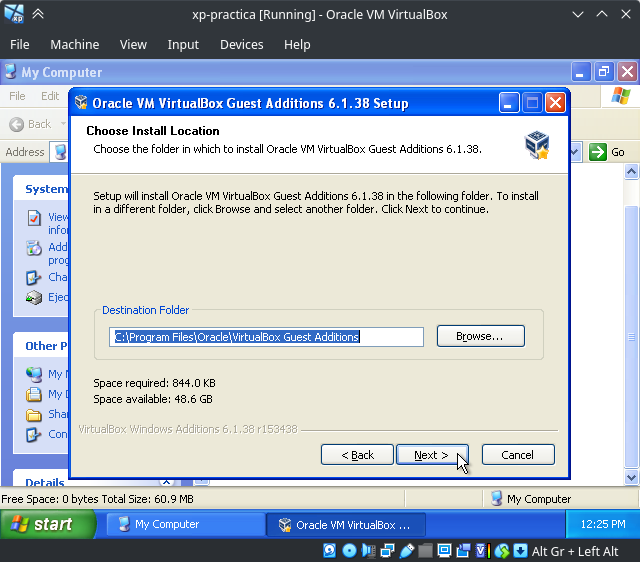 xp-practica [Running] - Oracle VM VirtualBox
File Machine View Input Devices Help
My Computer
File Edit
Back
Address Go
Oracle VM VirtualBox Guest Additions 6.1.38 Setup
Choose Install Location
Choose the folder in which to install Oracle VM VirtualBox Guest Additions 6.1.38.
Setup will install Oracle VM VirtualBox Guest Additions 6.1.38 in the following folder. To install
in a different folder, click Browse and select another folder. Click Next to continue.
Destination Folder
C:\Program Files\Oracle\VirtualBox Guest Additions
Browse...
Space required: 844.0 KB
Space available: 48.6 GB
VirtualBox Windows Additions 6.1.38 r153438
< Back Next > Cancel
System
View
Add
Eject
Other P
My N
My D
Details
Free Space: 0 bytes Total Size: 60.9 MB My Computer
start My Computer Oracle VM VirtualBox ... 12:25 PM
Alt Gr + Left Alt